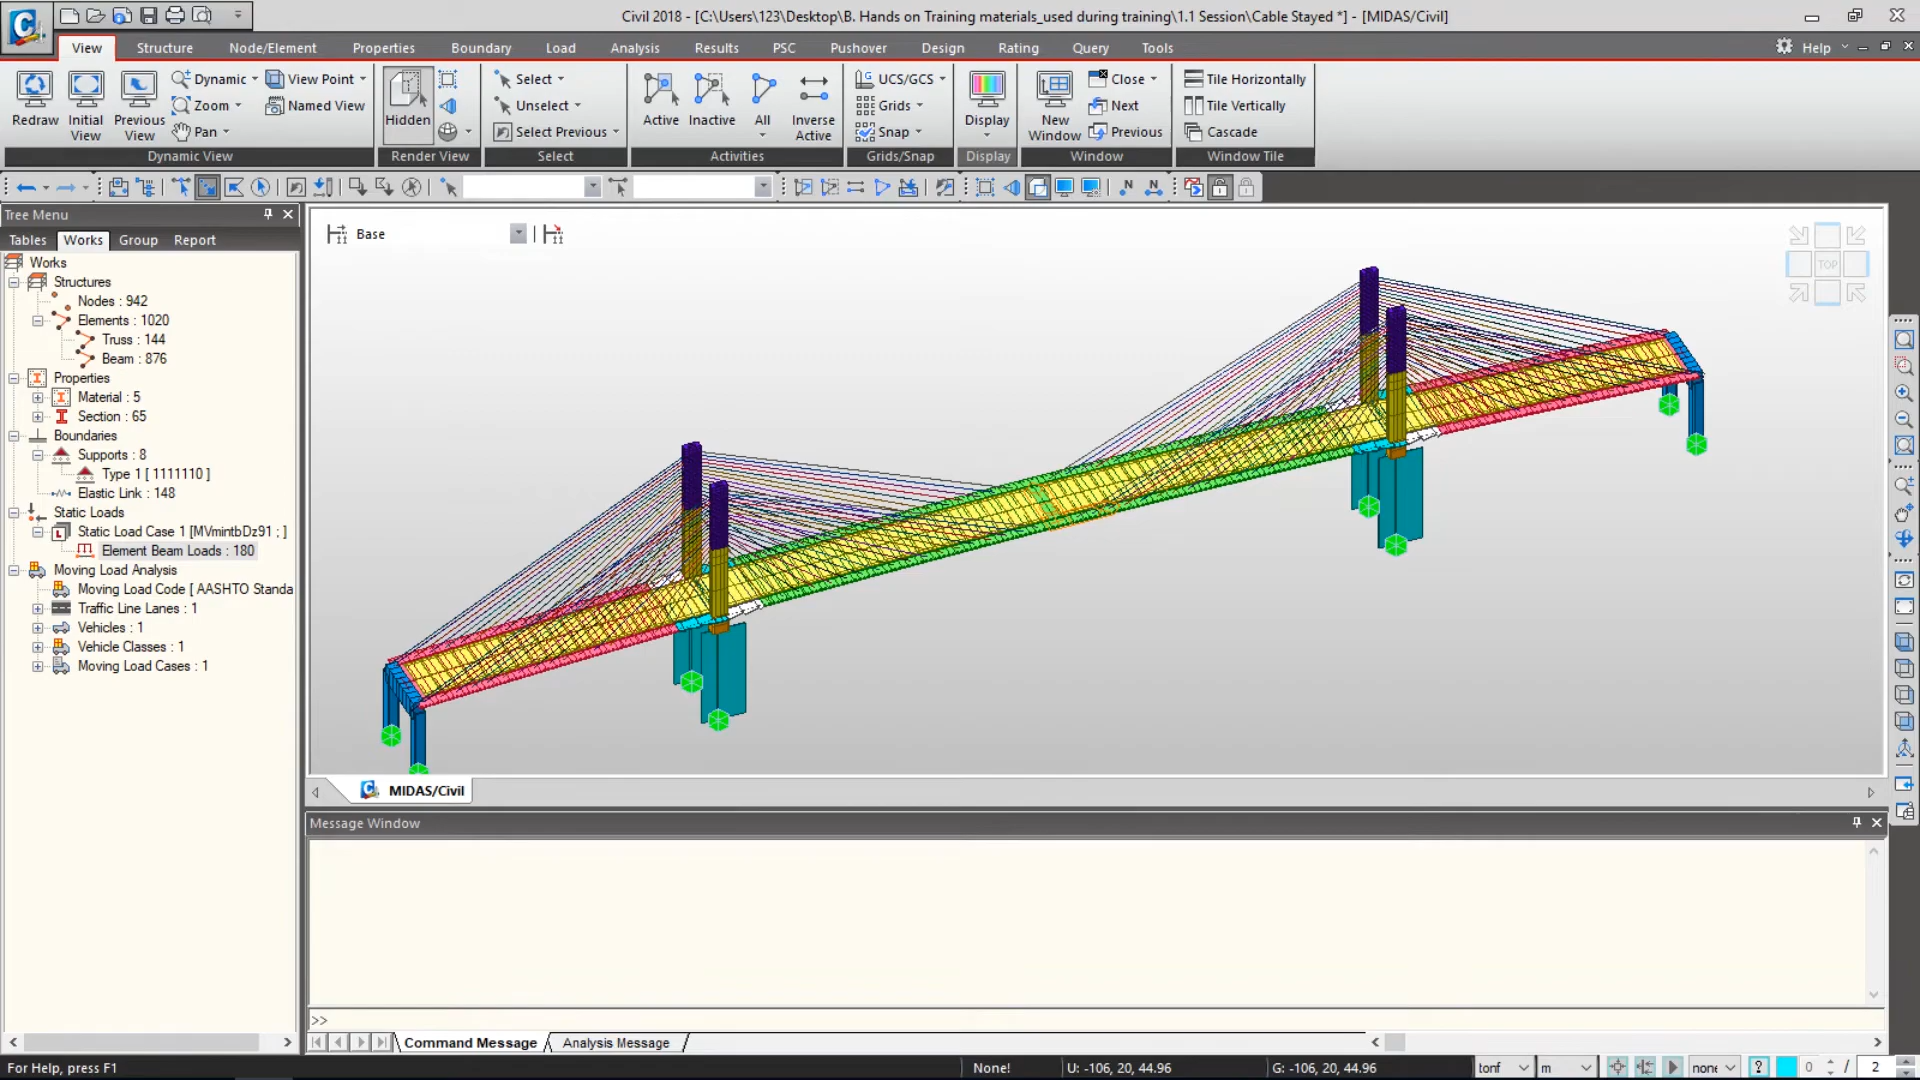 Civil 2018 - [C:\Users\123\Desktop\B. Hands on Training materials_used during training\1.1 Session\Cable Stayed *] - [MIDAS/Civil]
View Structure Node/Element Properties Boundary Load Analysis Results PSC Pushover Design Rating Query Tools Help
Dynamic View Point Select UCS/GCS Close Tile Horizontally
Zoom Named View Unselect Grids Next Tile Vertically
Redraw Initial View Previous View Pan Hidden Select Previous Active Inactive All Inverse Active Snap Display New Window Previous Cascade
Dynamic View Render View Select Activities Grids/Snap Display Window Window Tile
Tree Menu
Tables Works Group Report
Works
Structures
Nodes : 942
Elements : 1020
Truss : 144
Beam : 876
Properties
Material : 5
Section : 65
Boundaries
Supports : 8
Type 1 [ 1111110 ]
Elastic Link : 148
Static Loads
Static Load Case 1 [MVmintbDz91 ; ]
Element Beam Loads : 180
Moving Load Analysis
Moving Load Code [ AASHTO Standa
Traffic Line Lanes : 1
Vehicles : 1
Vehicle Classes : 1
Moving Load Cases : 1
Base
TOP
MIDAS/Civil
Message Window
>>
Command Message Analysis Message
For Help, press F1 None! U: -106, 20, 44.96 G: -106, 20, 44.96 tonf m none ? 0 / 2